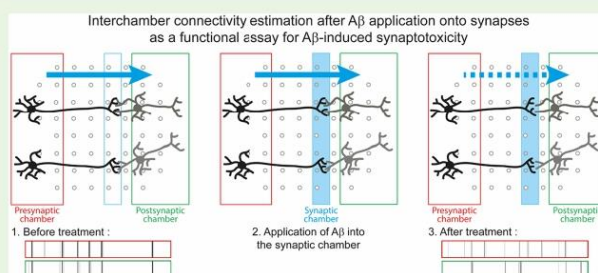 Interchamber connectivity estimation after Aβ application onto synapses
as a functional assay for Aβ-induced synaptotoxicity
Presynaptic
chamber
Postsynaptic
chamber
Synaptic
chamber
Presynaptic
chamber
Postsynaptic
chamber
1. Before treatment :
2. Application of Aβ into
the synaptic chamber
3. After treatment :